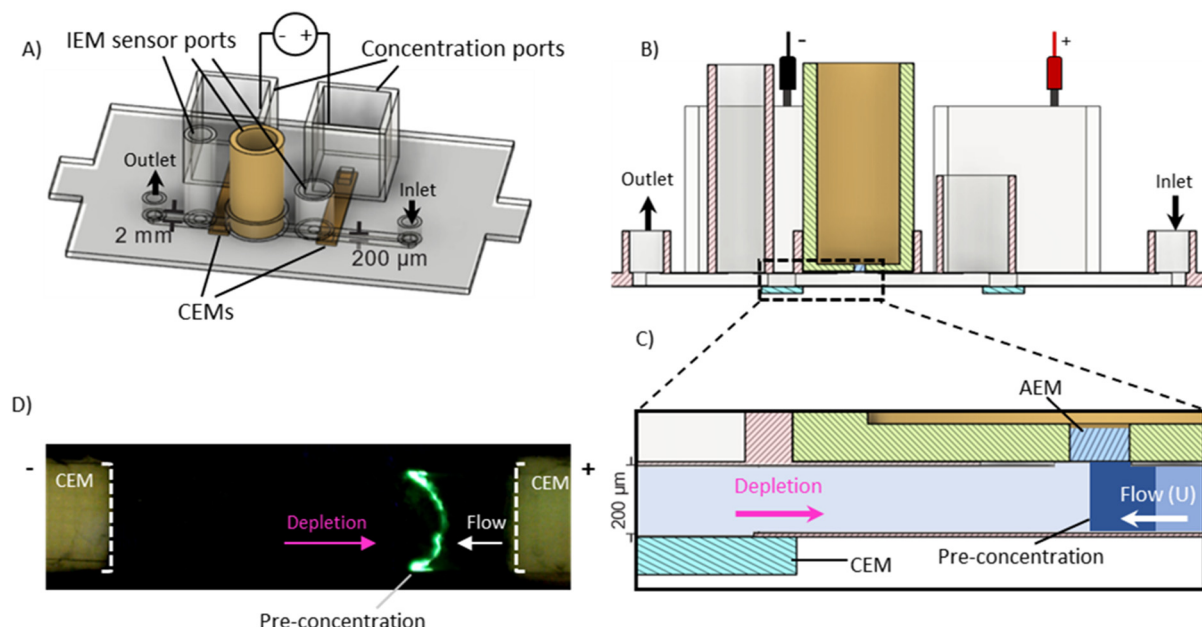 A)
IEM sensor ports
- +
Concentration ports
Outlet
Inlet
2 mm
200 µm
CEMs
B)
-
+
Outlet
Inlet
C)
AEM
200 µm
Depletion
Flow (U)
Pre-concentration
CEM
D)
-
CEM
Depletion
Flow
CEM
+
Pre-concentration